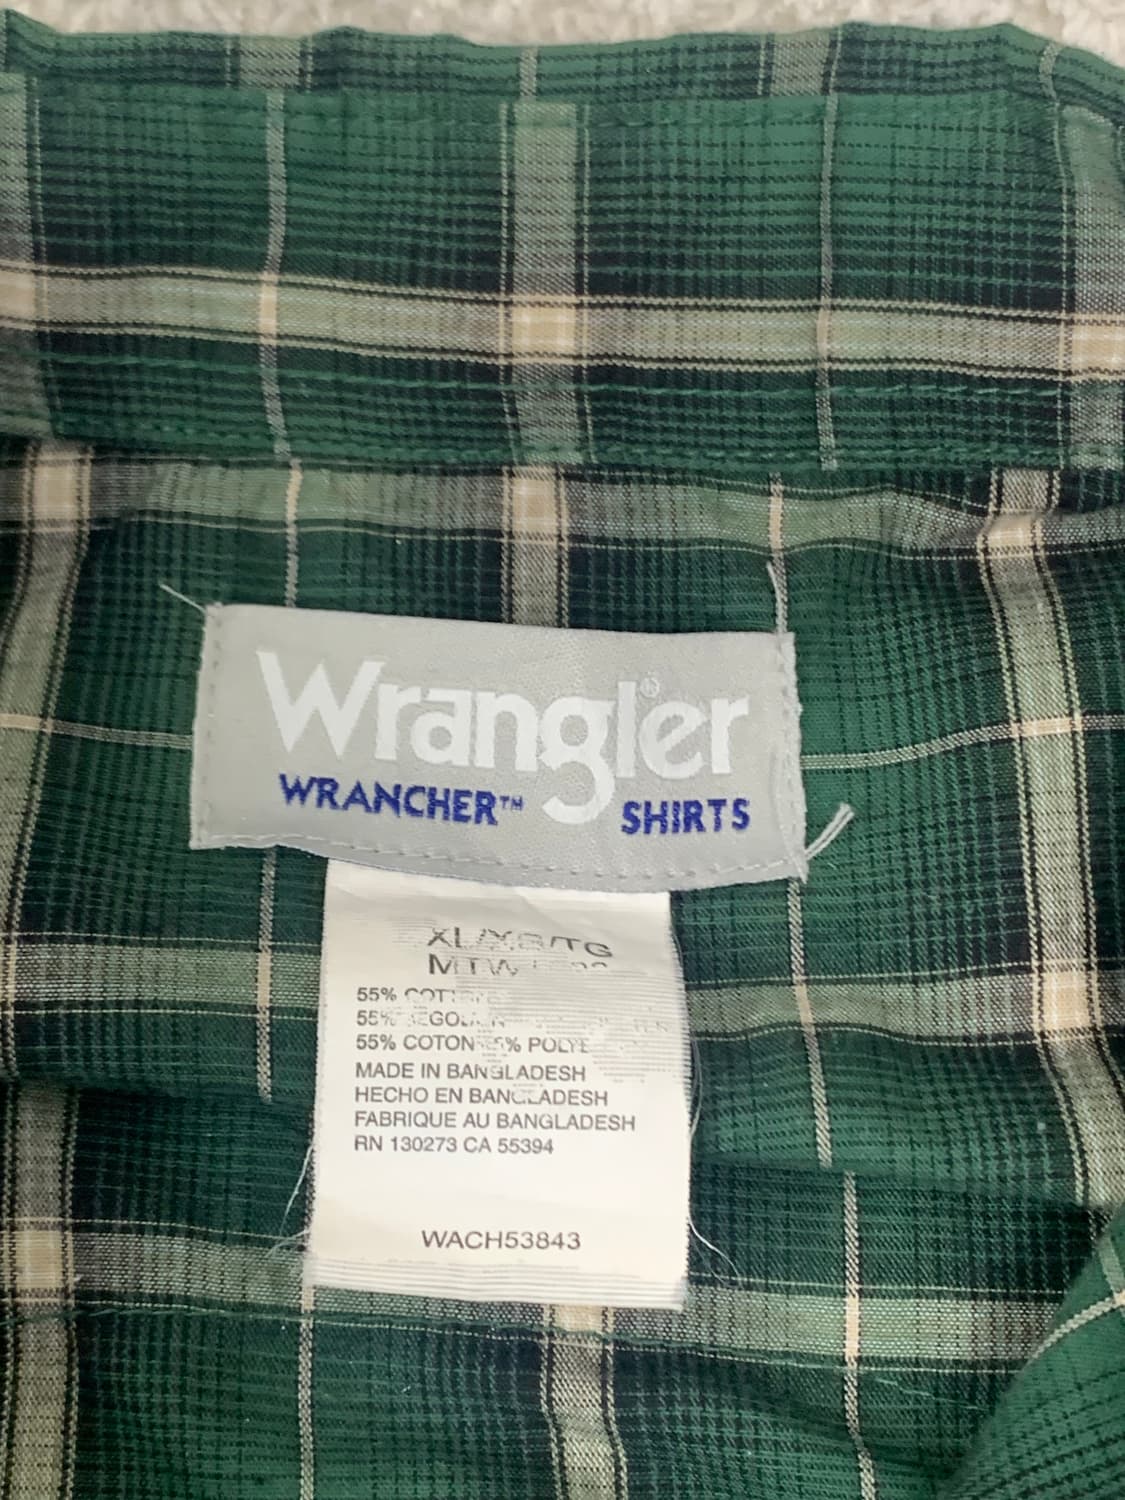 Wrangler®
WRANCHER™ SHIRTS
XL/XG/TG
55%
55%
55% COTON
MADE IN BANGLADESH
HECHO EN BANGLADESH
FABRIQUE AU BANGLADESH
RN 130273 CA 55394
WACH53843